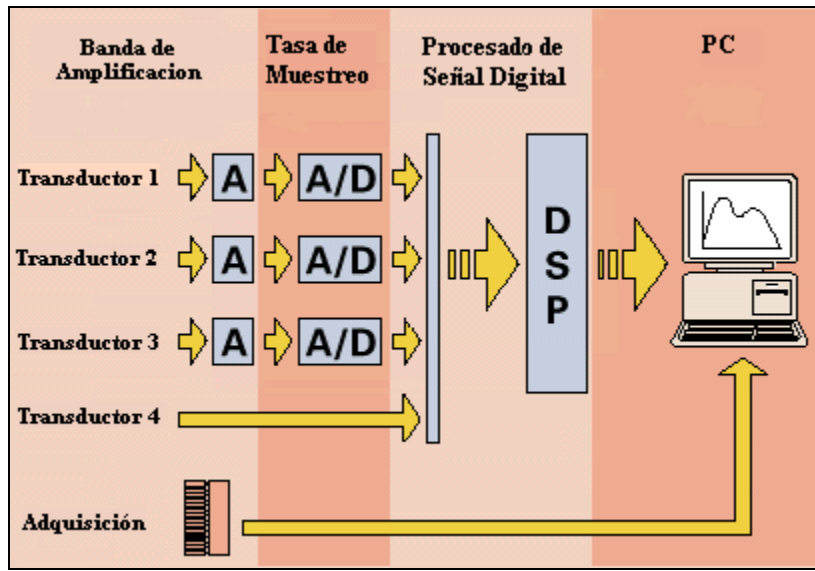 Banda de
Amplificacion
Tasa de
Muestreo
Procesado de
Señal Digital
PC
Transductor 1
A
A/D
Transductor 2
A
A/D
Transductor 3
A
A/D
Transductor 4
D
S
P
Adquisición